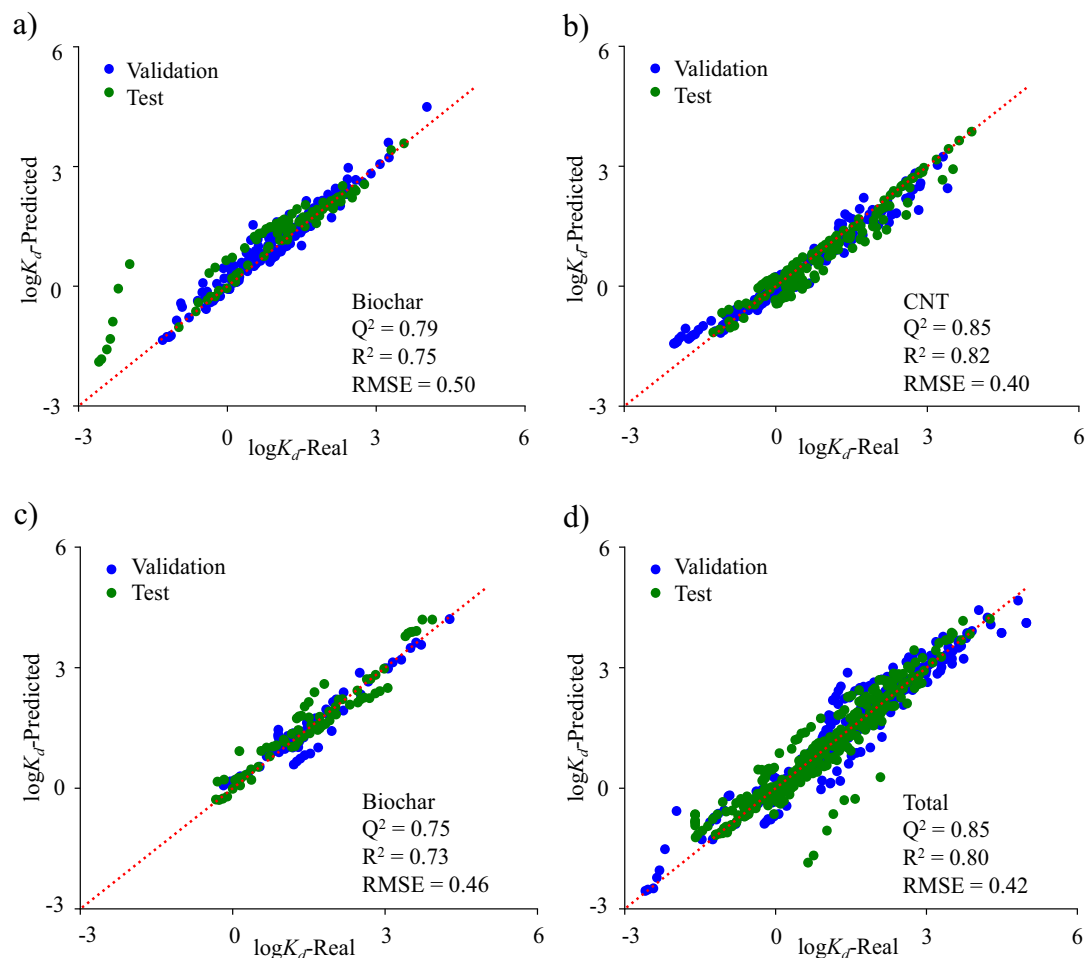 a)
6
3
0
-3
-3
0
3
6
logKd-Predicted
logKd-Real
Validation
Test
Biochar
Q² = 0.79
R² = 0.75
RMSE = 0.50
b)
6
3
0
-3
-3
0
3
6
logKd-Predicted
logKd-Real
Validation
Test
CNT
Q² = 0.85
R² = 0.82
RMSE = 0.40
c)
6
3
0
-3
-3
0
3
6
logKd-Predicted
logKd-Real
Validation
Test
Biochar
Q² = 0.75
R² = 0.73
RMSE = 0.46
d)
6
3
0
-3
-3
0
3
6
logKd-Predicted
logKd-Real
Validation
Test
Total
Q² = 0.85
R² = 0.80
RMSE = 0.42